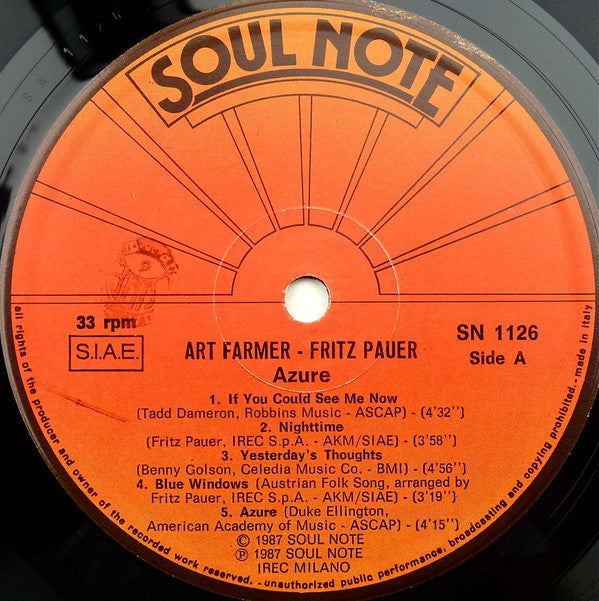 SOUL NOTE
33 rpm
S.I.A.E.
SN 1126
Side A
ART FARMER - FRITZ PAUER
Azure
1. If You Could See Me Now
(Tadd Dameron, Robbins Music - ASCAP) - (4'32'')
2. Nighttime
(Fritz Pauer, IREC S.p.A. - AKM/SIAE) - (3'58'')
3. Yesterday's Thoughts
(Benny Golson, Celedia Music Co. - BMI) - (4'56'')
4. Blue Windows (Austrian Folk Song, arranged by
Fritz Pauer, IREC S.p.A. - AKM/SIAE) - (3'19'')
5. Azure (Duke Ellington,
American Academy of Music - ASCAP) - (4'15'')
© 1987 SOUL NOTE
℗ 1987 SOUL NOTE
IREC MILANO
all rights of the producer and owner of the recorded work reserved. - unauthorized public performance, broadcasting and copying prohibited. - made in italy